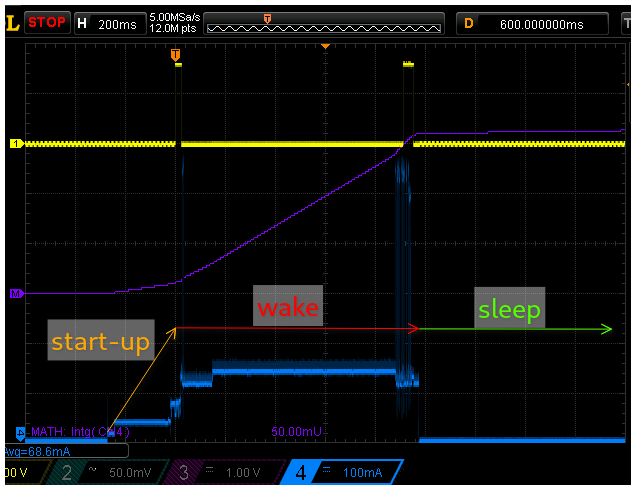 L STOP H 200ms 5.00MSa/s 12.0M pts T D 600.000000ms T
T
1
M
wake
sleep
start-up
MATH: Intg( CH4 ) 50.00mU
Avg=68.6mA
00 V 2 ~ 50.0mV 3 1.00 V 4 100mA